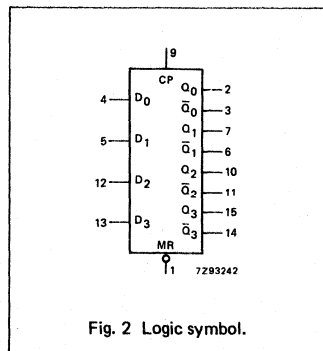 9
CP
4 D0 Q0 2
Q̅0 3
5 D1 Q1 7
Q̅1 6
12 D2 Q2 10
Q̅2 11
13 D3 Q3 15
Q̅3 14
MR
1 7Z93242
Fig. 2 Logic symbol.